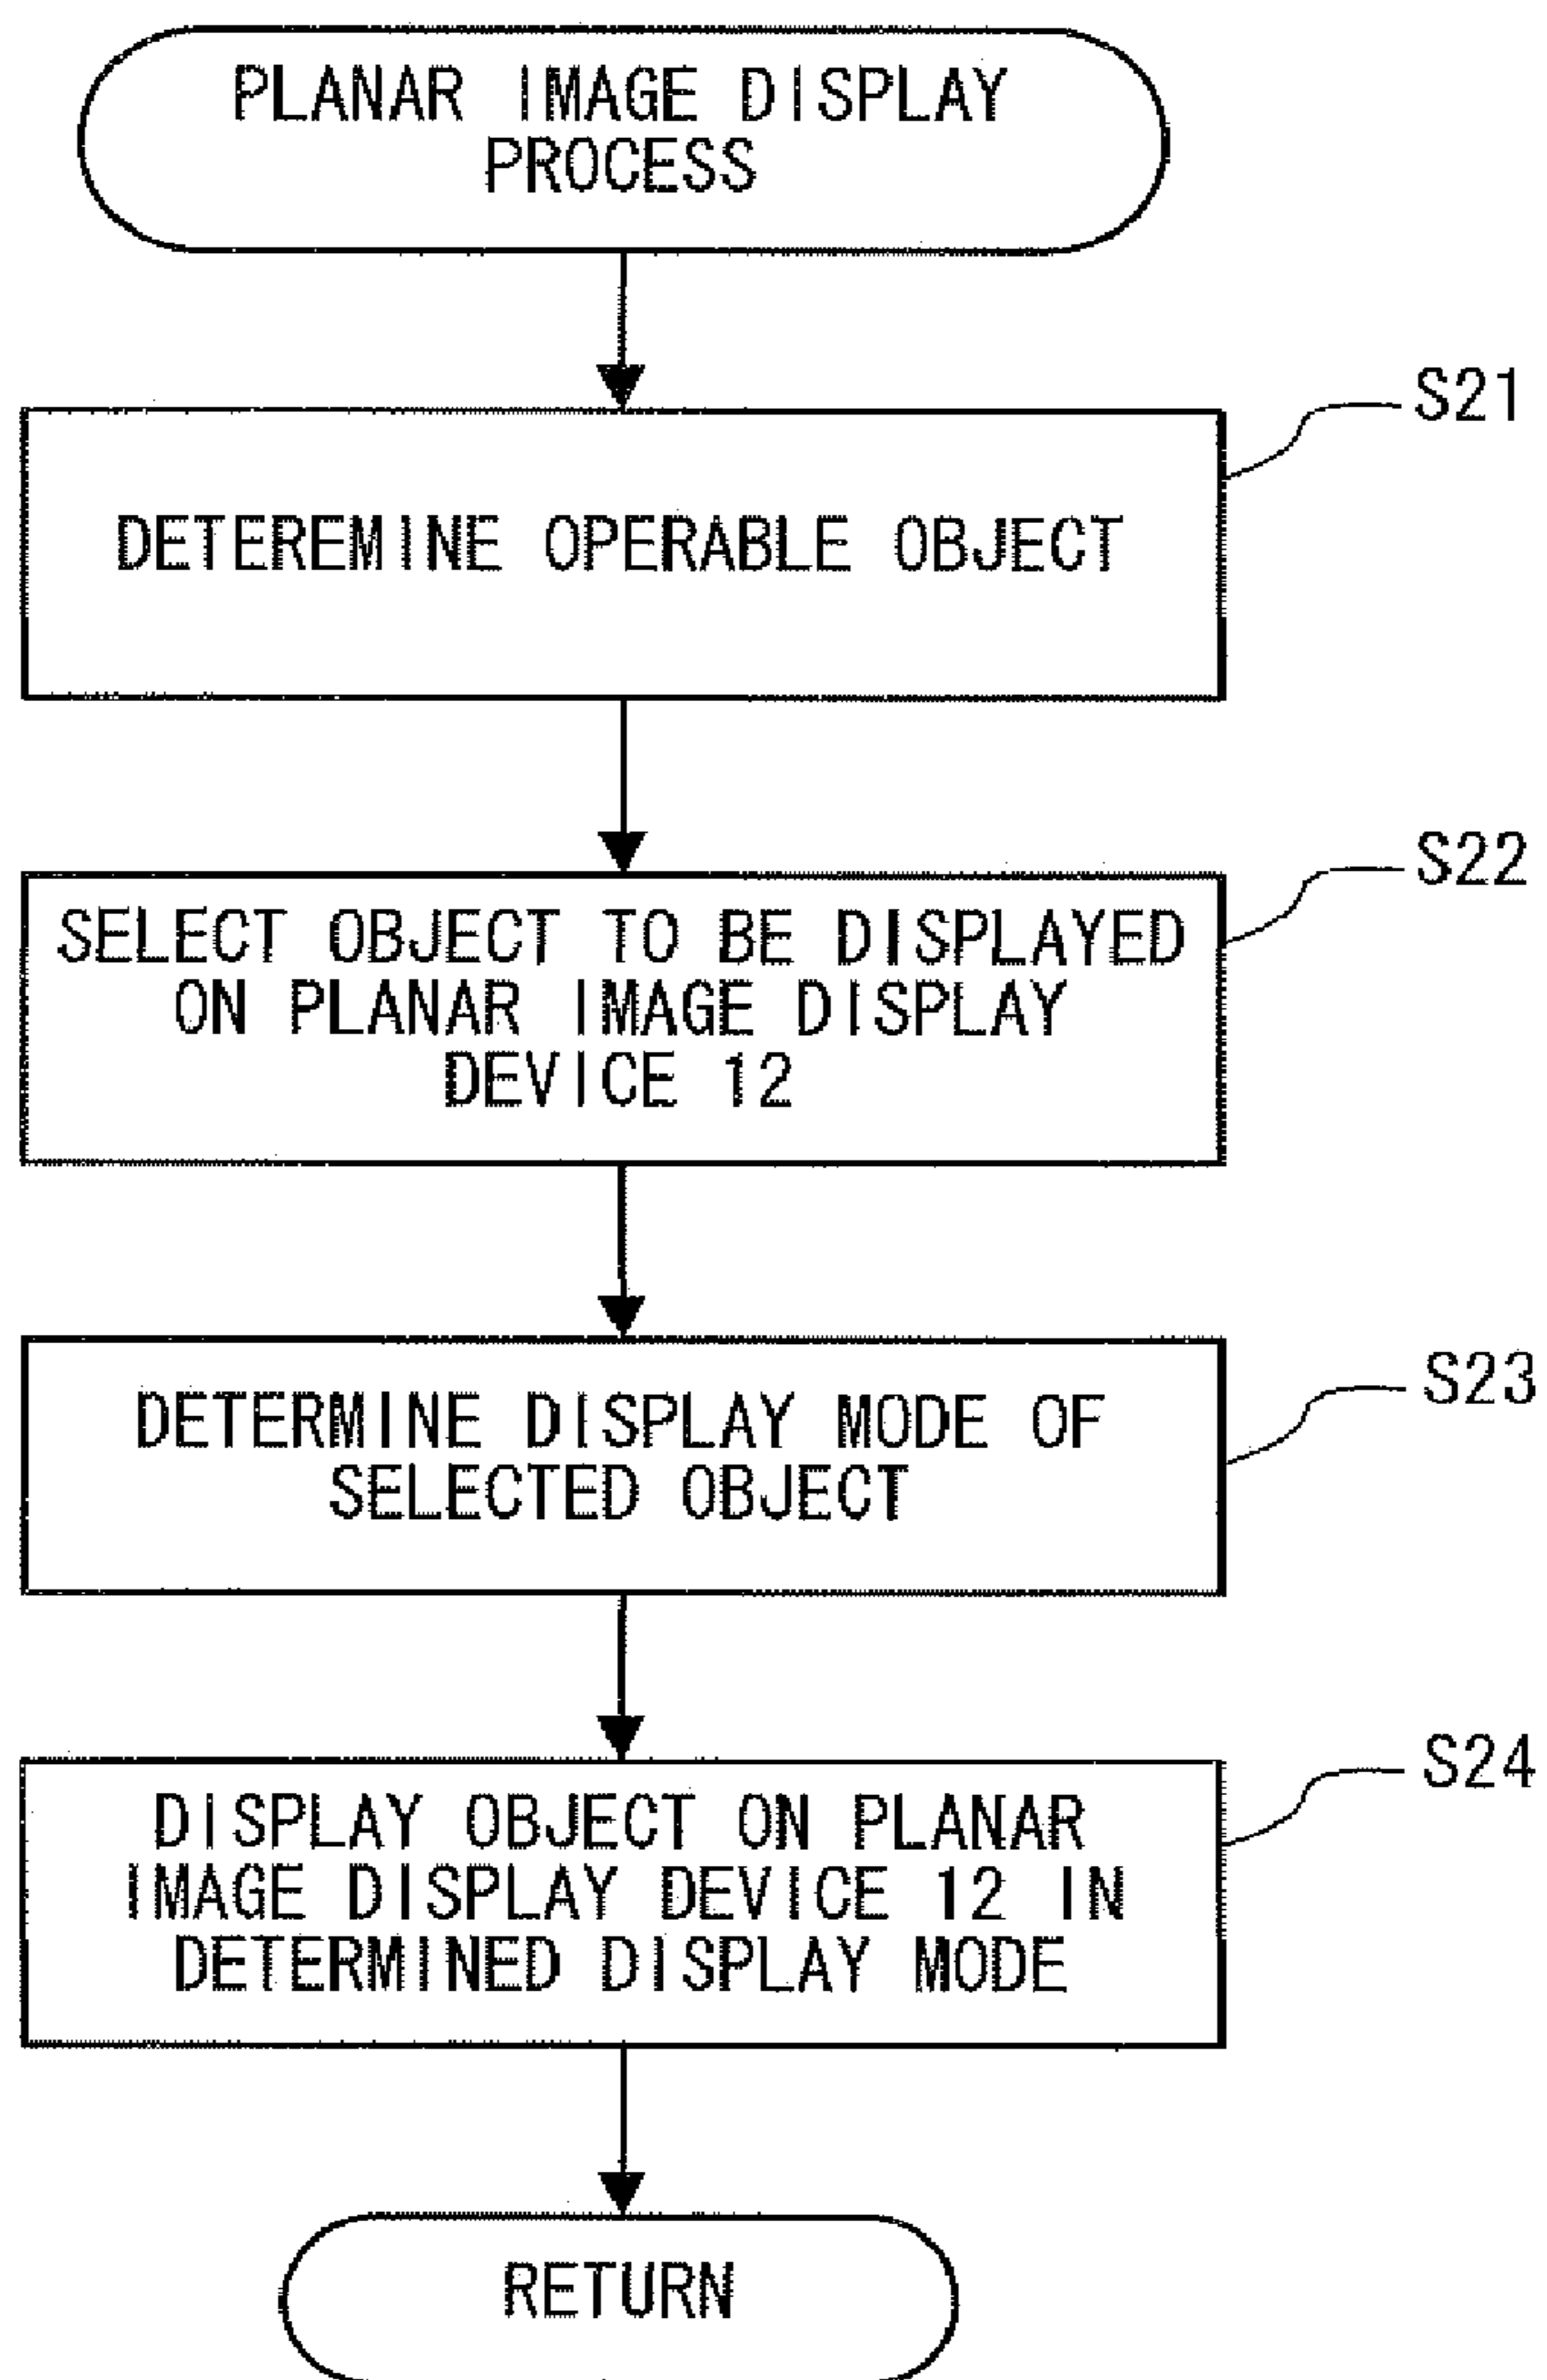 PLANAR IMAGE DISPLAY
PROCESS
S21
DETEREMINE OPERABLE OBJECT
S22
SELECT OBJECT TO BE DISPLAYED
ON PLANAR IMAGE DISPLAY
DEVICE 12
S23
DETERMINE DISPLAY MODE OF
SELECTED OBJECT
S24
DISPLAY OBJECT ON PLANAR
IMAGE DISPLAY DEVICE 12 IN
DETERMINED DISPLAY MODE
RETURN